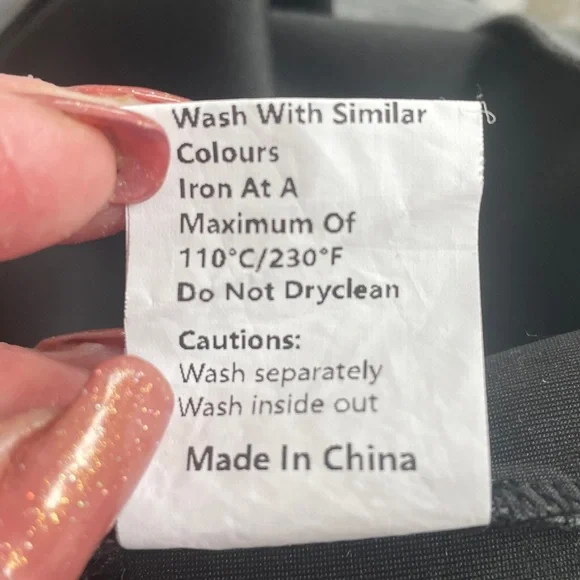 Wash With Similar
Colours
Iron At A
Maximum Of
110°C/230°F
Do Not Dryclean
Cautions:
Wash separately
Wash inside out
Made In China